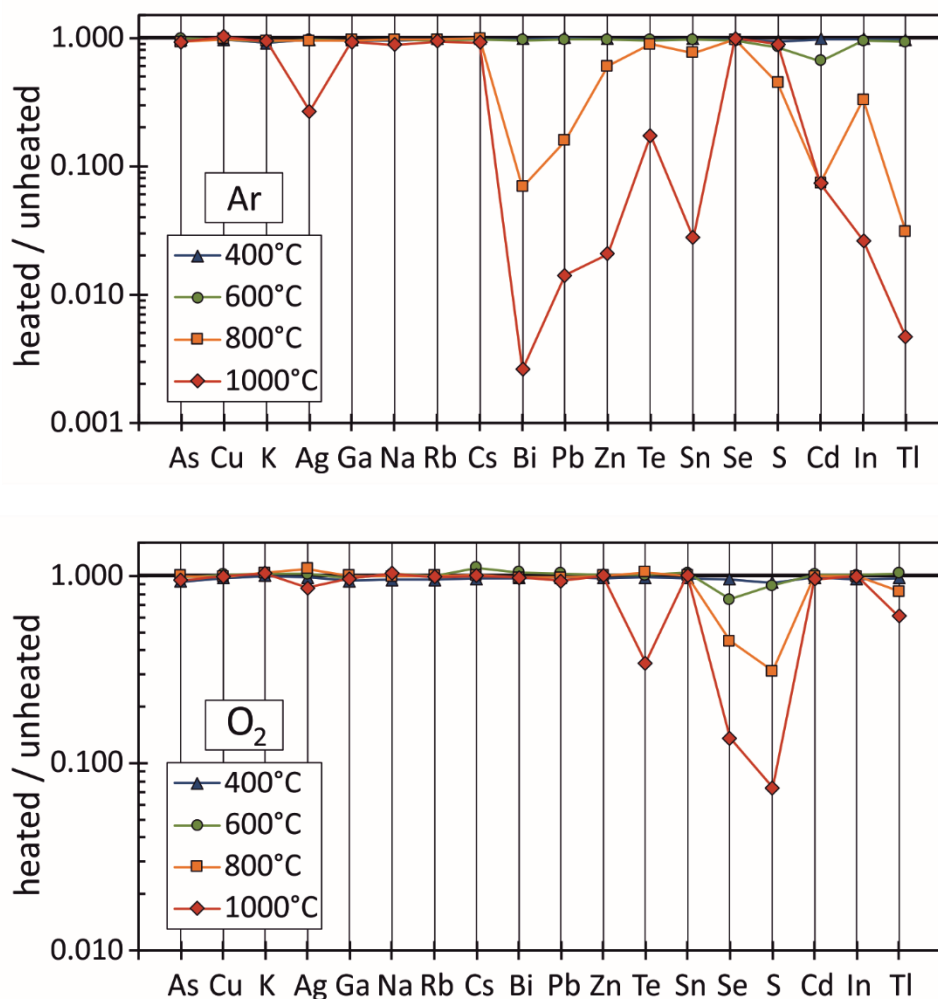 heated / unheated
1.000
0.100
0.010
0.001
Ar
400°C
600°C
800°C
1000°C
As Cu K Ag Ga Na Rb Cs Bi Pb Zn Te Sn Se S Cd In Tl
heated / unheated
1.000
0.100
0.010
O₂
400°C
600°C
800°C
1000°C
As Cu K Ag Ga Na Rb Cs Bi Pb Zn Te Sn Se S Cd In Tl